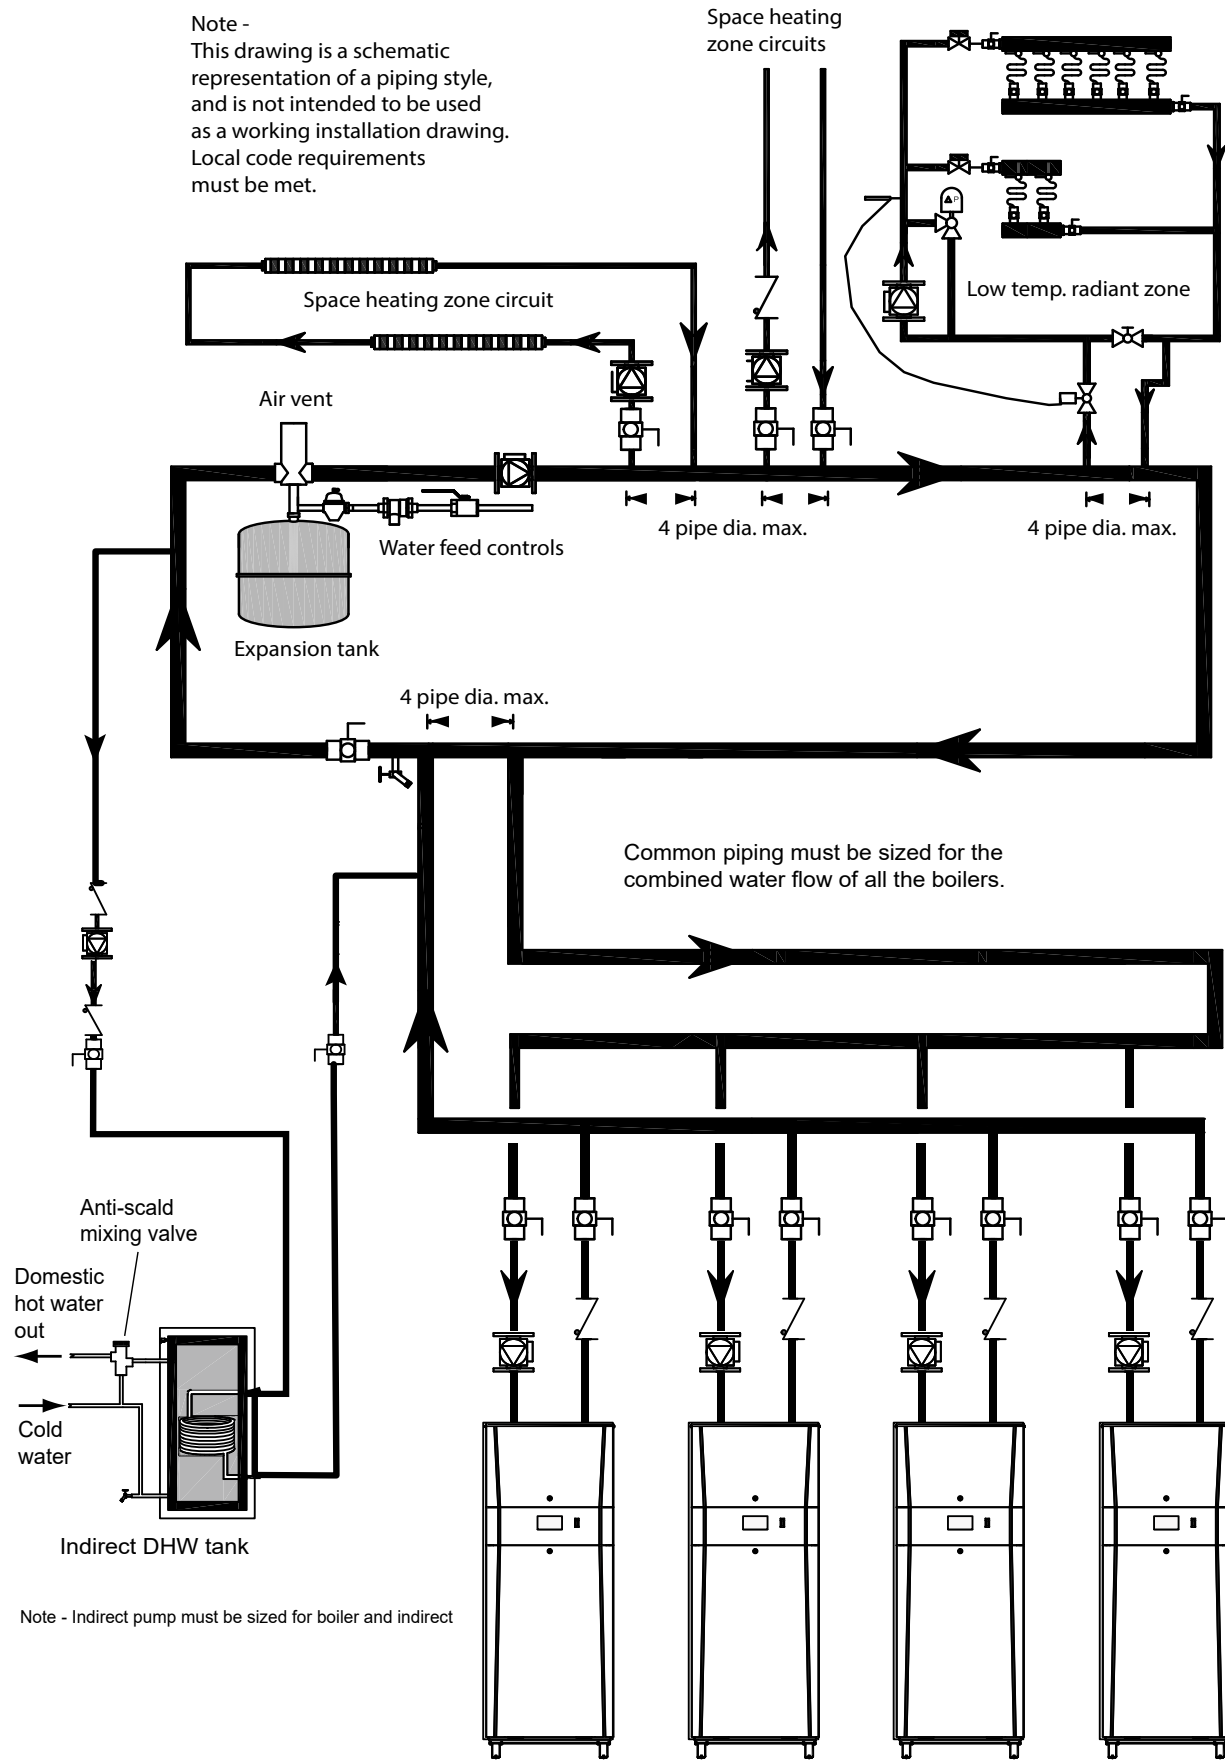 Note -
This drawing is a schematic
representation of a piping style,
and is not intended to be used
as a working installation drawing.
Local code requirements
must be met.
Space heating
zone circuits
P
Low temp. radiant zone
Space heating zone circuit
Air vent
4 pipe dia. max.
4 pipe dia. max.
Water feed controls
Expansion tank
4 pipe dia. max.
Common piping must be sized for the
combined water flow of all the boilers.
Anti-scald
mixing valve
Domestic
hot water
out
Cold
water
Indirect DHW tank
Note - Indirect pump must be sized for boiler and indirect